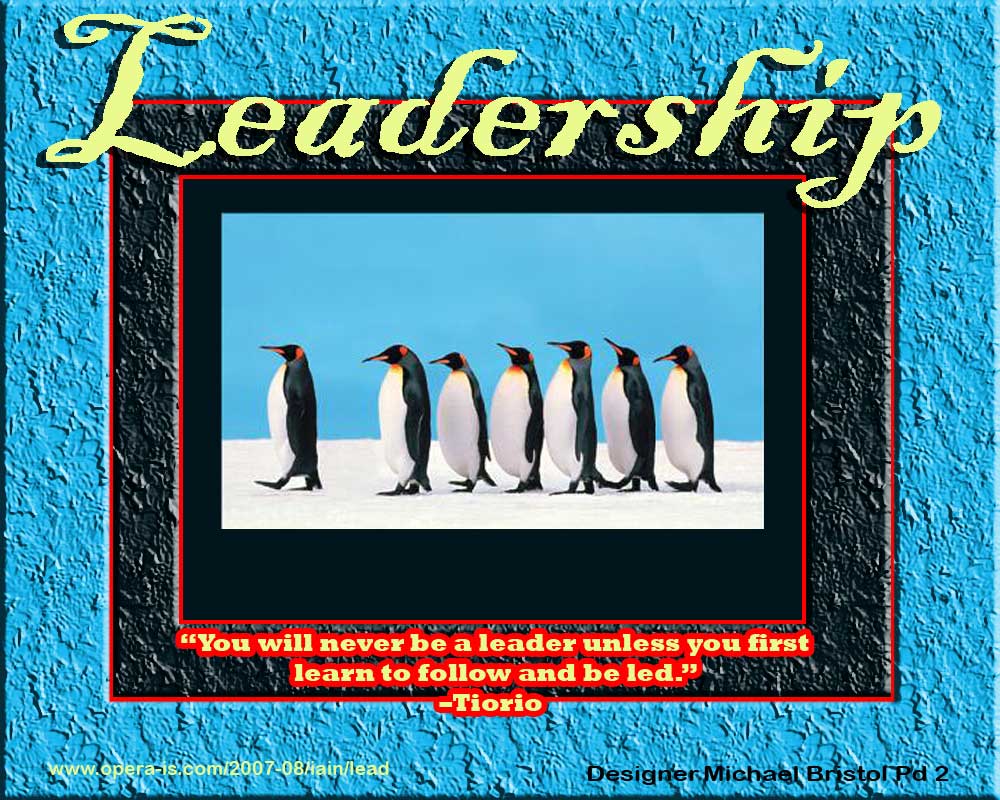 Leadership
“You will never be a leader unless you first
learn to follow and be led.”
–Tiorio
www.opera-is.com/2007-08/iain/lead
Designer Michael Bristol Pd 2